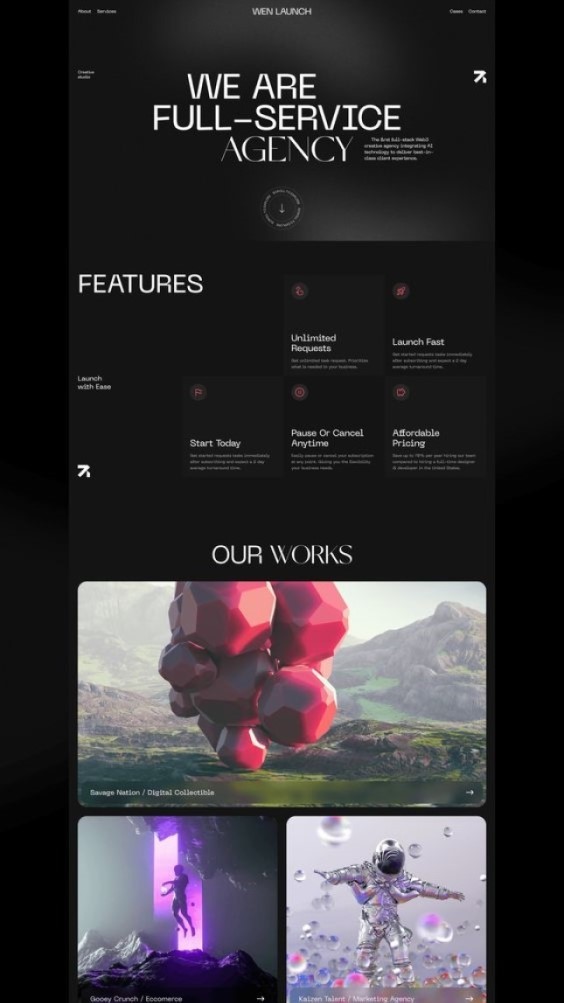 About Services
WEN LAUNCH
Cases Contact
Creative
studio
WE ARE
FULL-SERVICE
AGENCY
The first full-stack Web3
creative agency integrating AI
technology to deliver best-in-
class client experience.
FEATURES
Unlimited
Requests
Get unlimited desk request. Prioritize
what is needed to your business.
Launch Fast
Get started requests tasks immediately
after subscribing and expect a 2 day
average turnaround time.
Launch
with Ease
Start Today
Get started requests tasks immediately
after subscribing and expect a 2 day
average turnaround time.
Pause Or Cancel
Anytime
Easily pause or cancel your subscription
at any point. Giving you the flexibility
your business needs.
Affordable
Pricing
Save up to
per year hiring our team
compared to hiring a full-time designer
& developer in the United States.
OUR WORKS
Savage Nation / Digital Collectible
Gooey Crunch / Eccomerce
Kaizen Talent / Marketing Agency